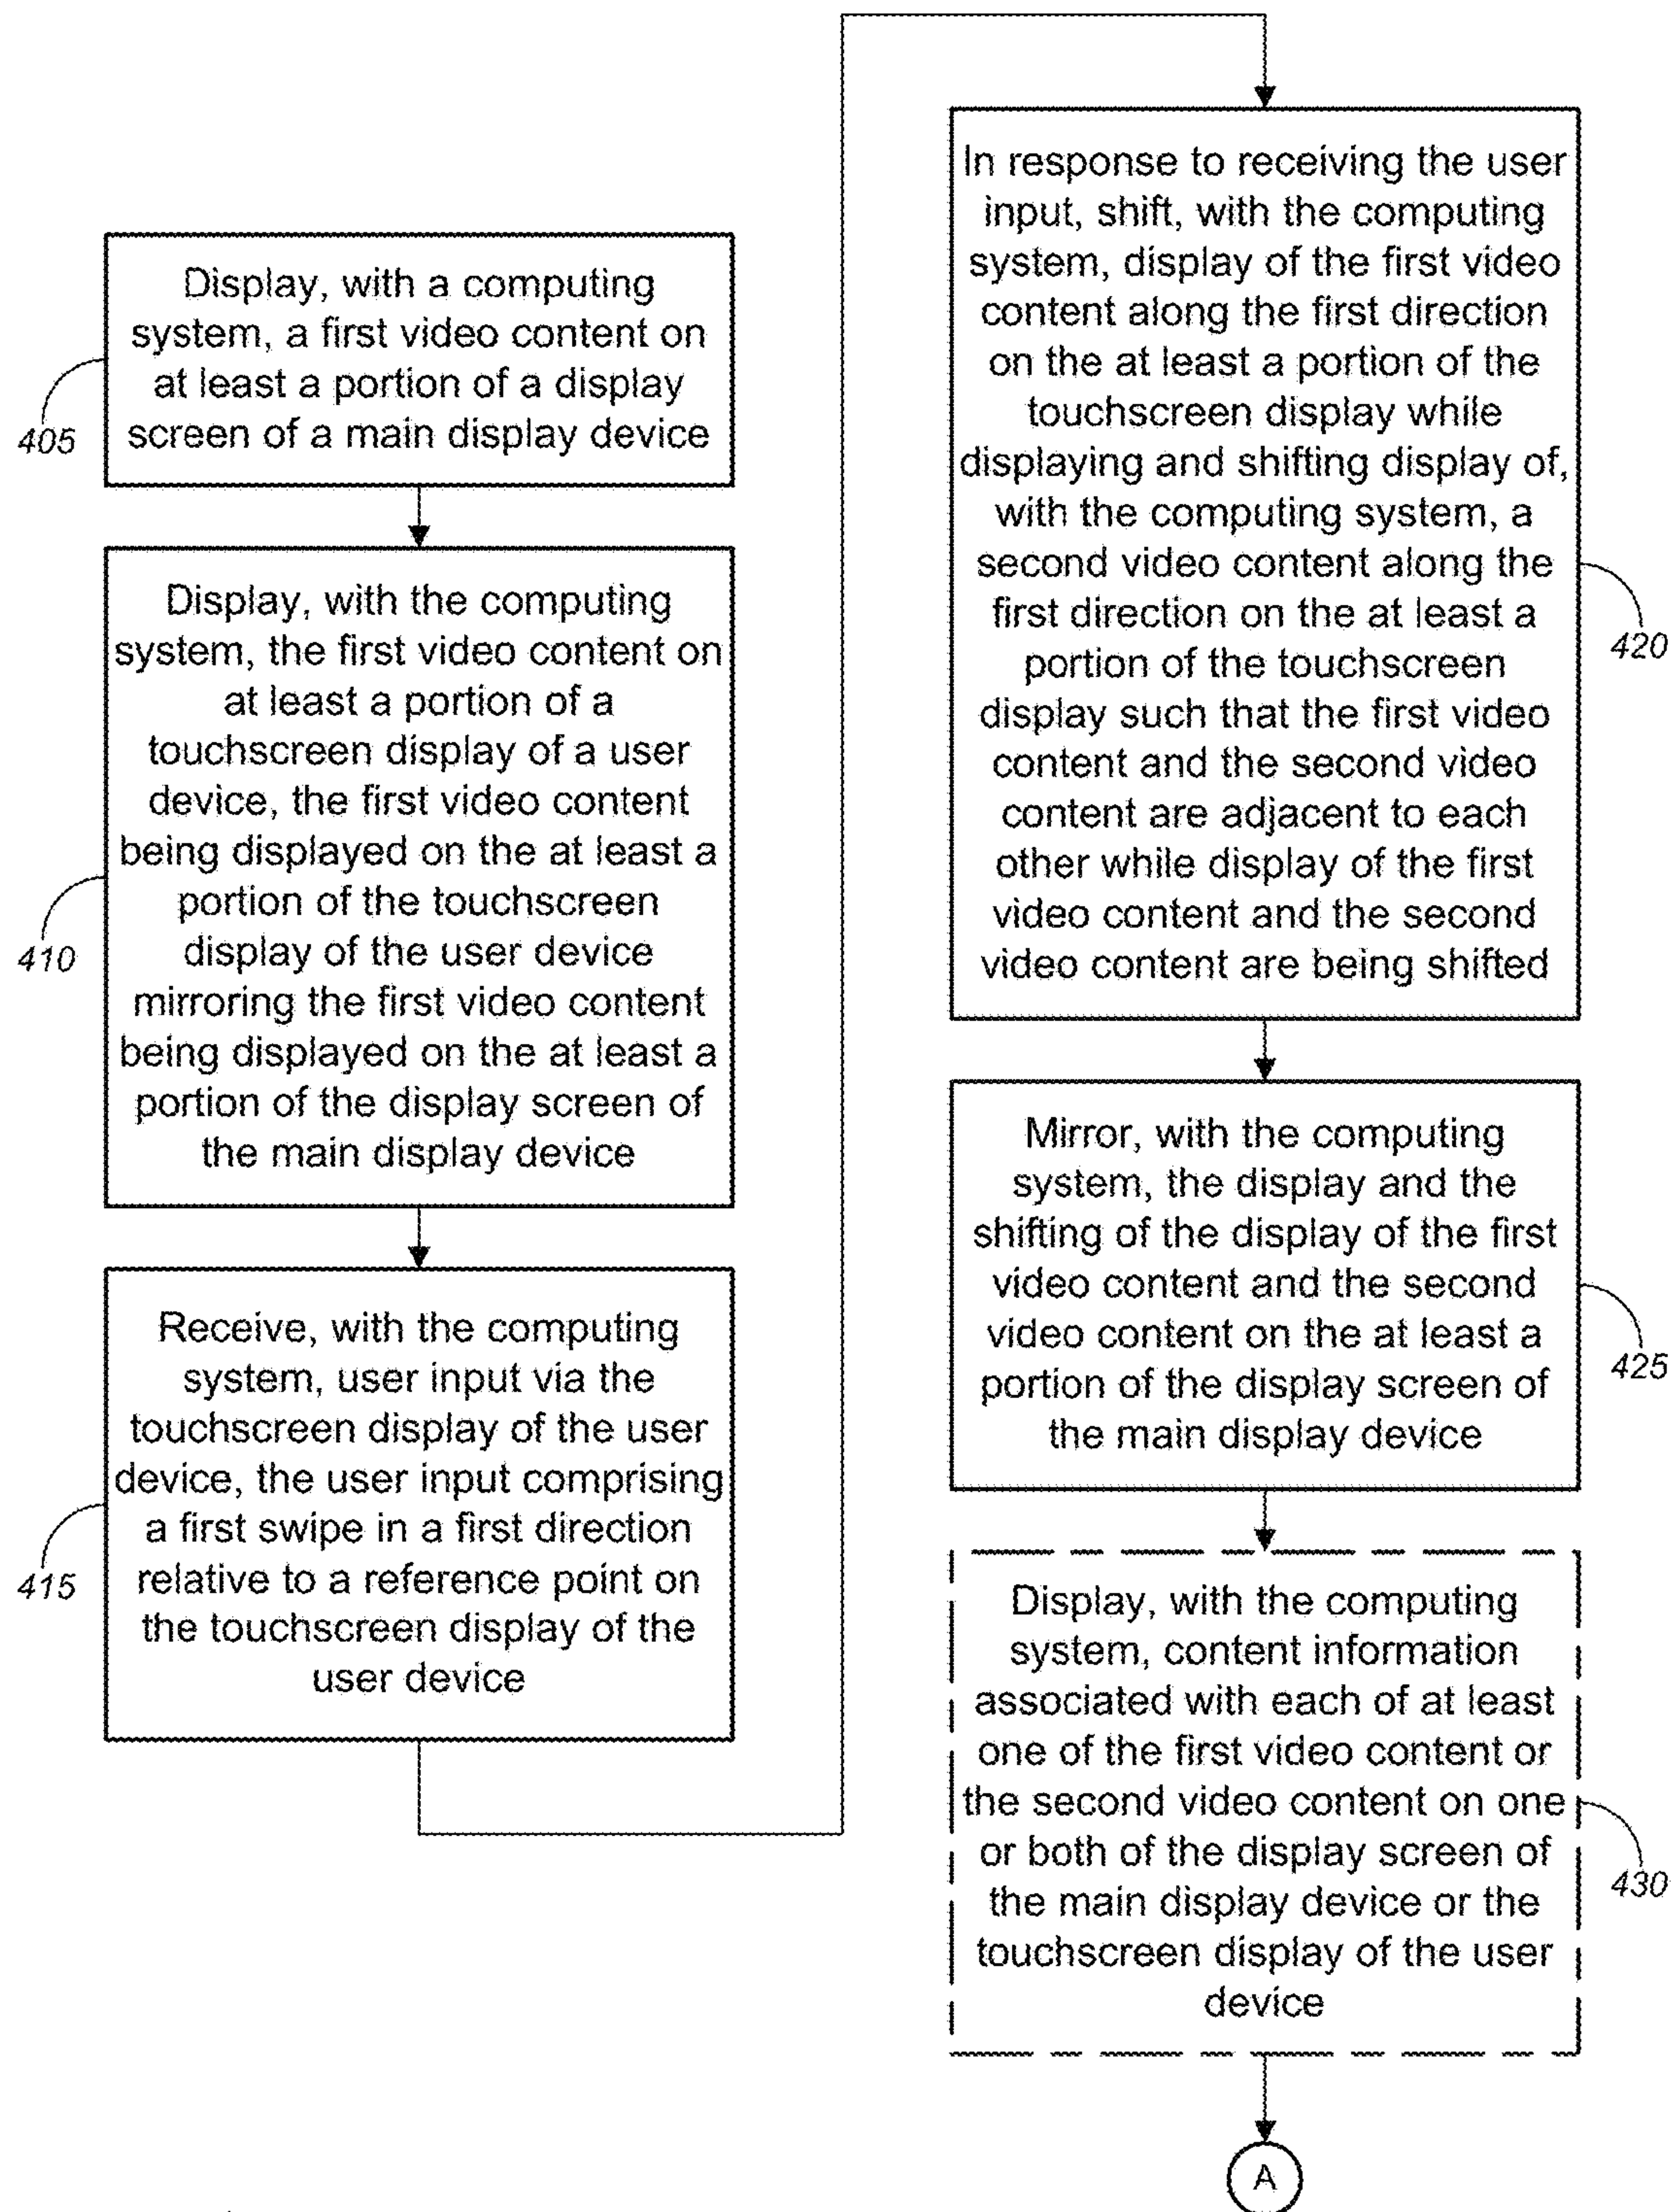 Display, with a computing
system, a first video content on
at least a portion of a display
screen of a main display device
405
Display, with the computing
system, the first video content on
at least a portion of a
touchscreen display of a user
device, the first video content
being displayed on the at least a
portion of the touchscreen
display of the user device
mirroring the first video content
being displayed on the at least a
portion of the display screen of
the main display device
410
Receive, with the computing
system, user input via the
touchscreen display of the user
device, the user input comprising
a first swipe in a first direction
relative to a reference point on
the touchscreen display of the
user device
415
In response to receiving the user
input, shift, with the computing
system, display of the first video
content along the first direction
on the at least a portion of the
touchscreen display while
displaying and shifting display of,
with the computing system, a
second video content along the
first direction on the at least a
portion of the touchscreen
display such that the first video
content and the second video
content are adjacent to each
other while display of the first
video content and the second
video content are being shifted
420
Mirror, with the computing
system, the display and the
shifting of the display of the first
video content and the second
video content on the at least a
portion of the display screen of
the main display device
425
Display, with the computing
system, content information
associated with each of at least
one of the first video content or
the second video content on one
or both of the display screen of
the main display device or the
touchscreen display of the user
device
430
A